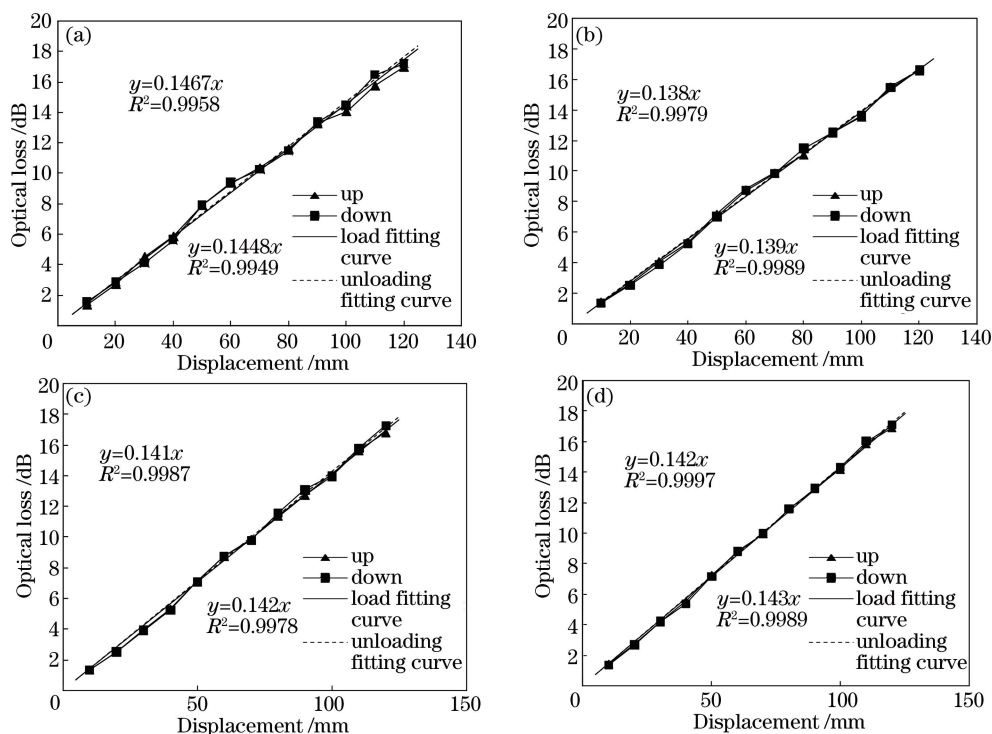 (a)
20
18
16
14
12
10
8
6
4
2
0
20
40
60
80
100
120
140
Optical loss /dB
Displacement /mm
y=0.1467x
R²=0.9958
y=0.1448x
R²=0.9949
up
down
load fitting
curve
unloading
fitting curve
(b)
20
18
16
14
12
10
8
6
4
2
0
20
40
60
80
100
120
140
Optical loss /dB
Displacement /mm
y=0.138x
R²=0.9979
y=0.139x
R²=0.9989
up
down
load fitting
curve
unloading
fitting curve
(c)
20
18
16
14
12
10
8
6
4
2
0
50
100
150
Optical loss /dB
Displacement /mm
y=0.141x
R²=0.9987
y=0.142x
R²=0.9978
up
down
load fitting
curve
unloading
fitting curve
(d)
20
18
16
14
12
10
8
6
4
2
0
50
100
150
Optical loss /dB
Displacement /mm
y=0.142x
R²=0.9997
y=0.143x
R²=0.9989
up
down
load fitting
curve
unloading
fitting curve